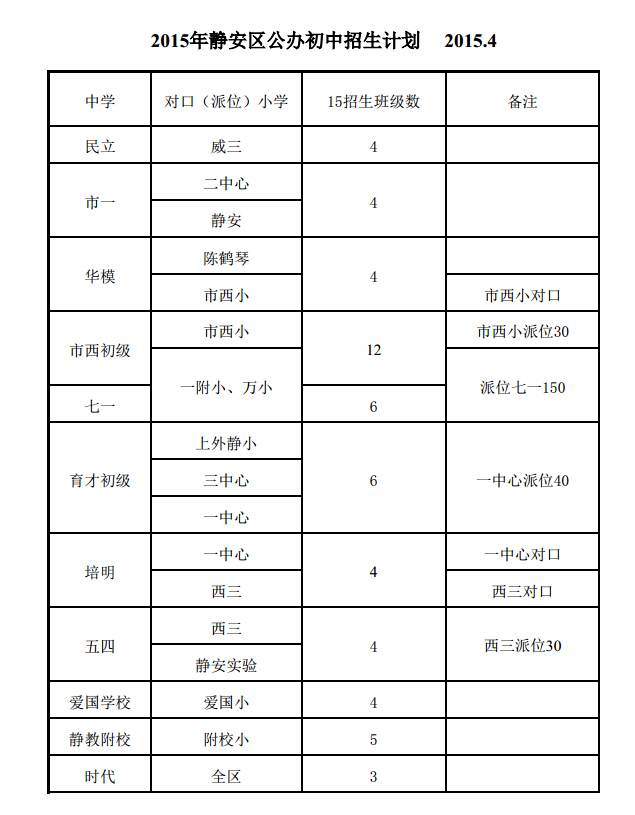 2015年静安区公办初中招生计划 2015.4
中学 对口（派位）小学 15招生班级数 备注
民立 威三 4
市一 二中心 4
静安
华模 陈鹤琴 4
市西小 市西小对口
市西初级 市西小 12 市西小派位30
一附小、万小 派位七一150
七一 6
育才初级 上外静小 6 一中心派位40
三中心
一中心
培明 一中心 4 一中心对口
西三 西三对口
五四 西三 4 西三派位30
静安实验
爱国学校 爱国小 4
静教附校 附校小 5
时代 全区 3